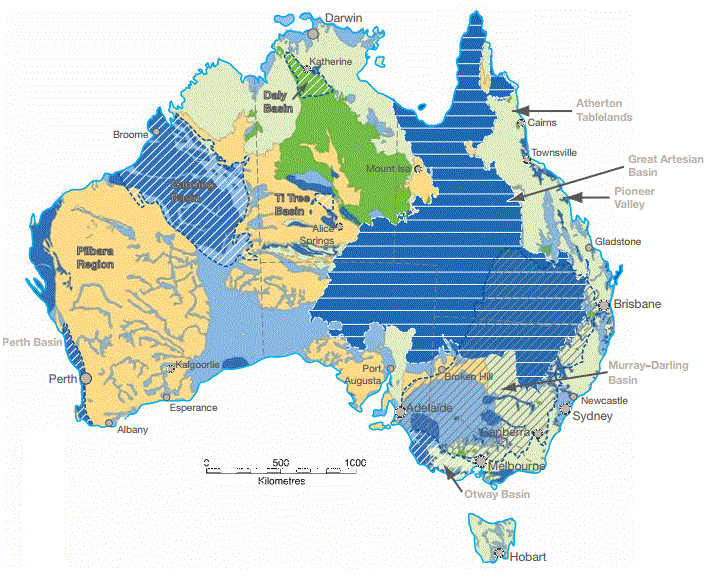 Darwin
Katherine
Daly
Basin
Atherton
Tablelands
Cairns
Broome
Townsville
Great Artesian
Basin
Mount Isa
Canning
Basin
Pioneer
Valley
Ti Tree
Basin
Alice
Springs
Gladstone
Pilbara
Region
Brisbane
Perth Basin
Kalgoorlie
Port
Augusta
Broken Hill
Murray–Darling
Basin
Perth
Newcastle
Esperance
Adelaide
Sydney
Albany
Canberra
Melbourne
0 500 1000
Kilometres
Otway Basin
Hobart